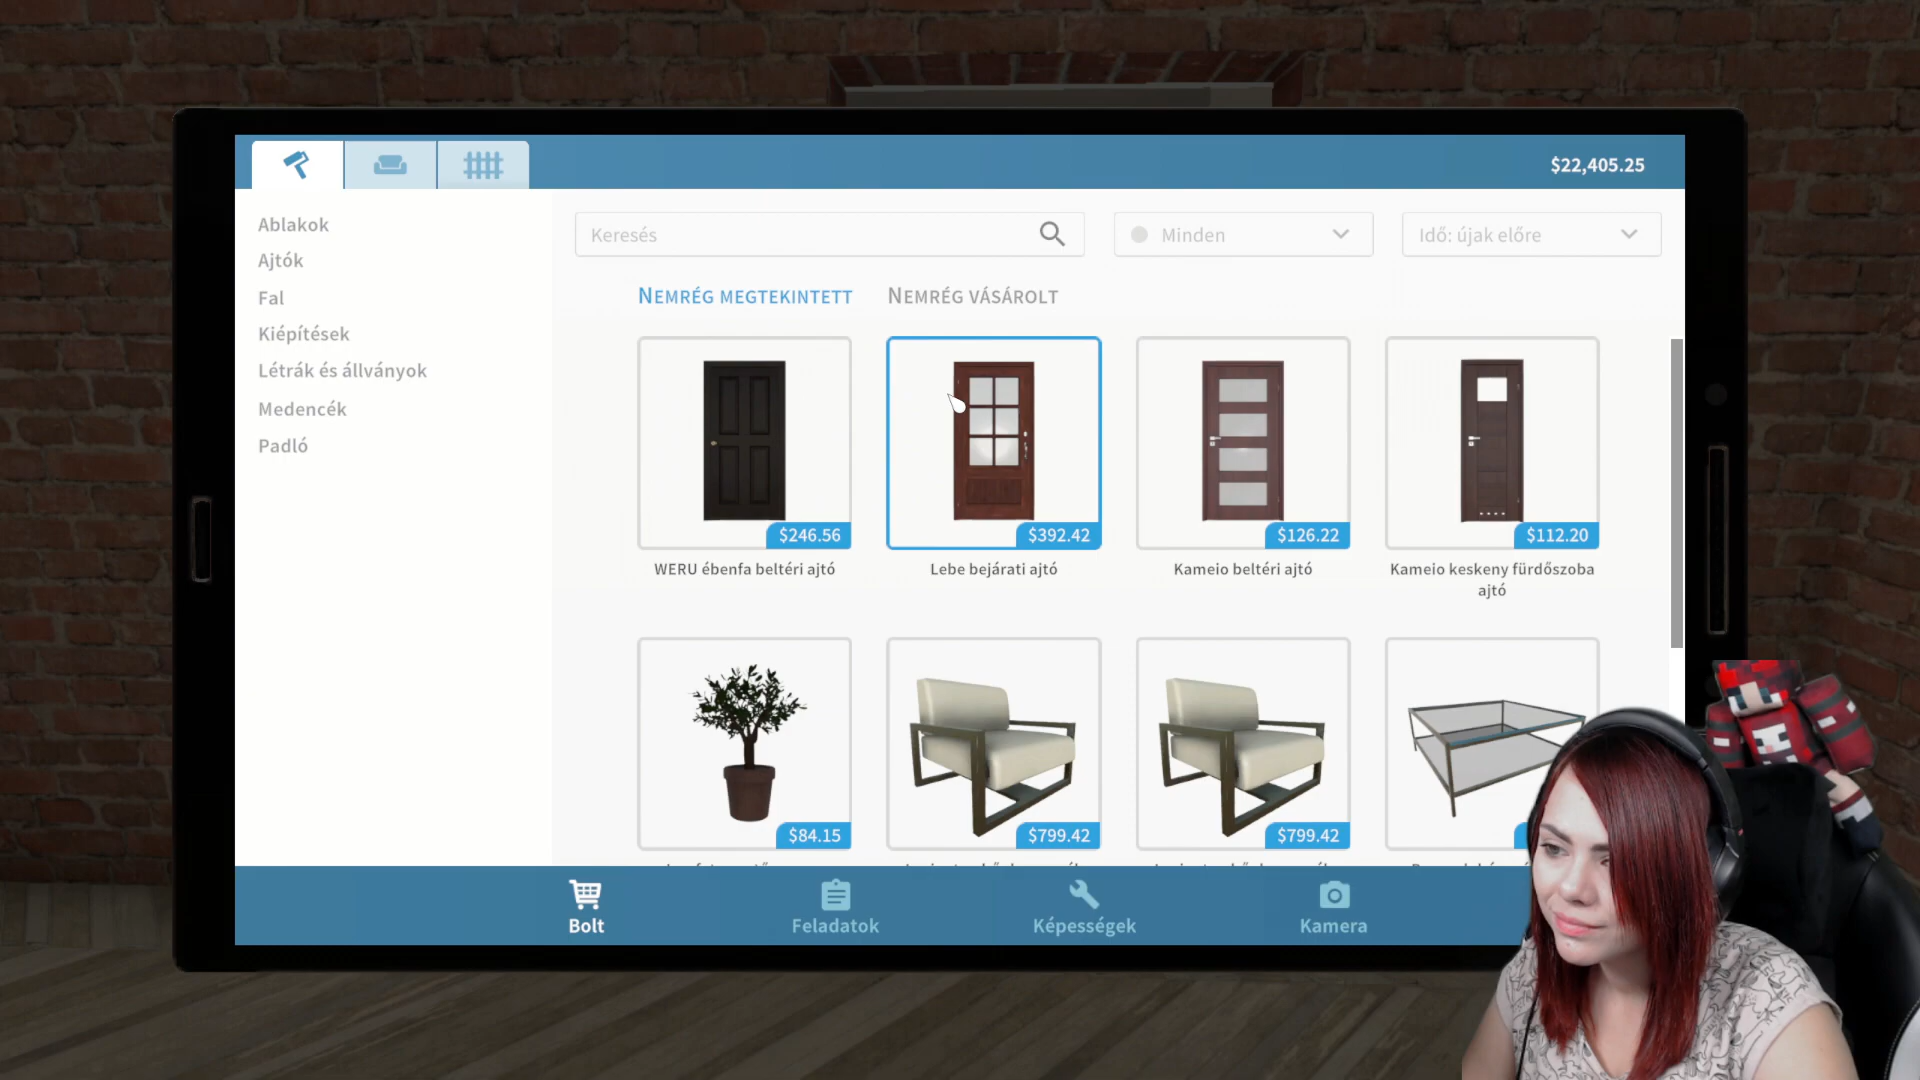 $22,405.25
Ablakok
Ajtók
Fal
Kiépítések
Létrák és állványok
Medencék
Padló
Keresés
Minden
Idő: újak előre
NEMRÉG MEGTEKINTETT
NEMRÉG VÁSÁROLT
$246.56
$392.42
$126.22
$112.20
WERU ébenfa beltéri ajtó
Lebe bejárati ajtó
Kameio beltéri ajtó
Kameio keskeny fürdőszoba
ajtó
$84.15
$799.42
$799.42
Bolt
Feladatok
Képességek
Kamera